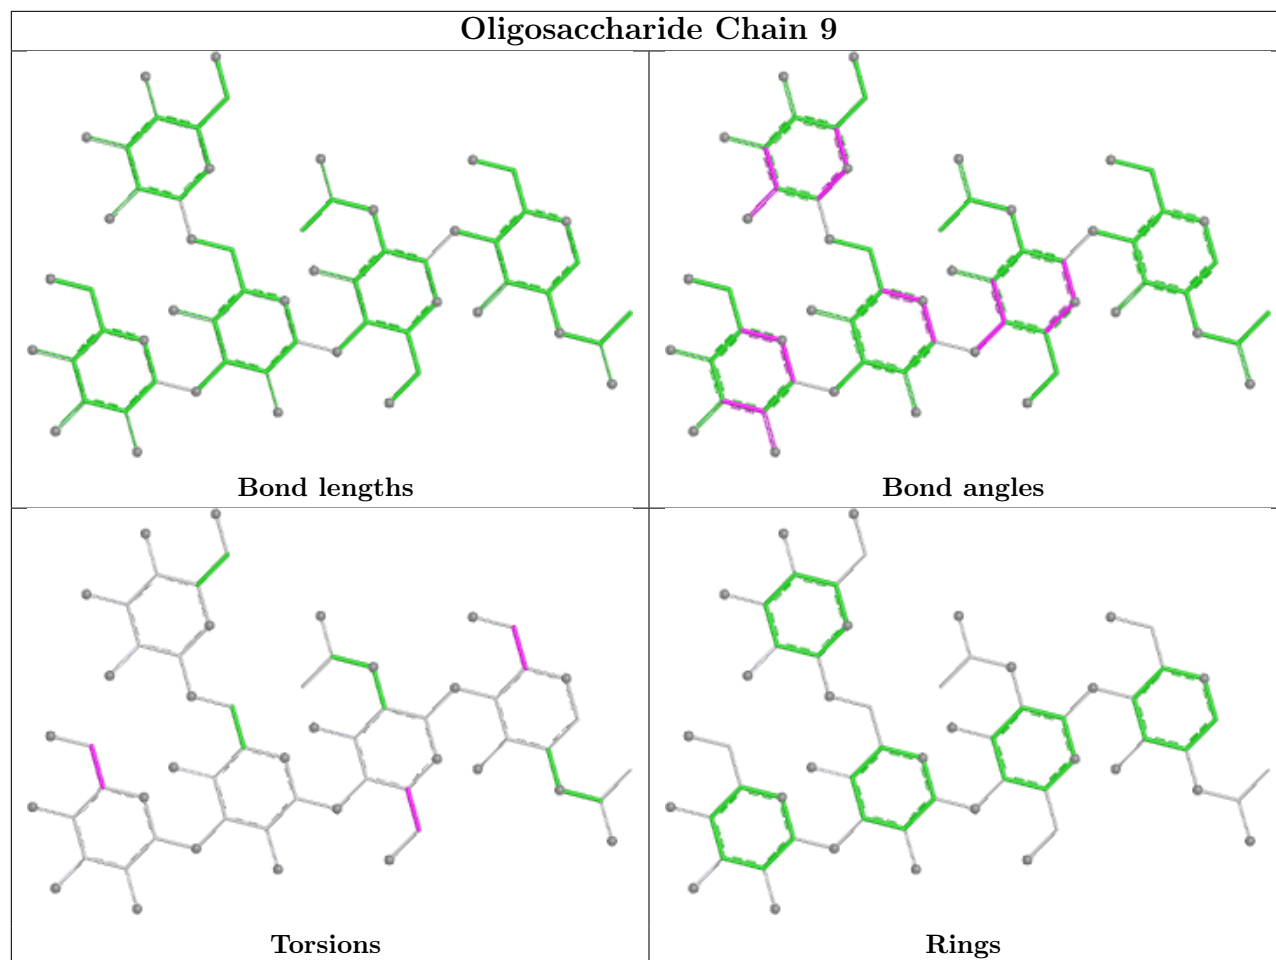 Oligosaccharide Chain 9
Bond lengths
Bond angles
Torsions
Rings